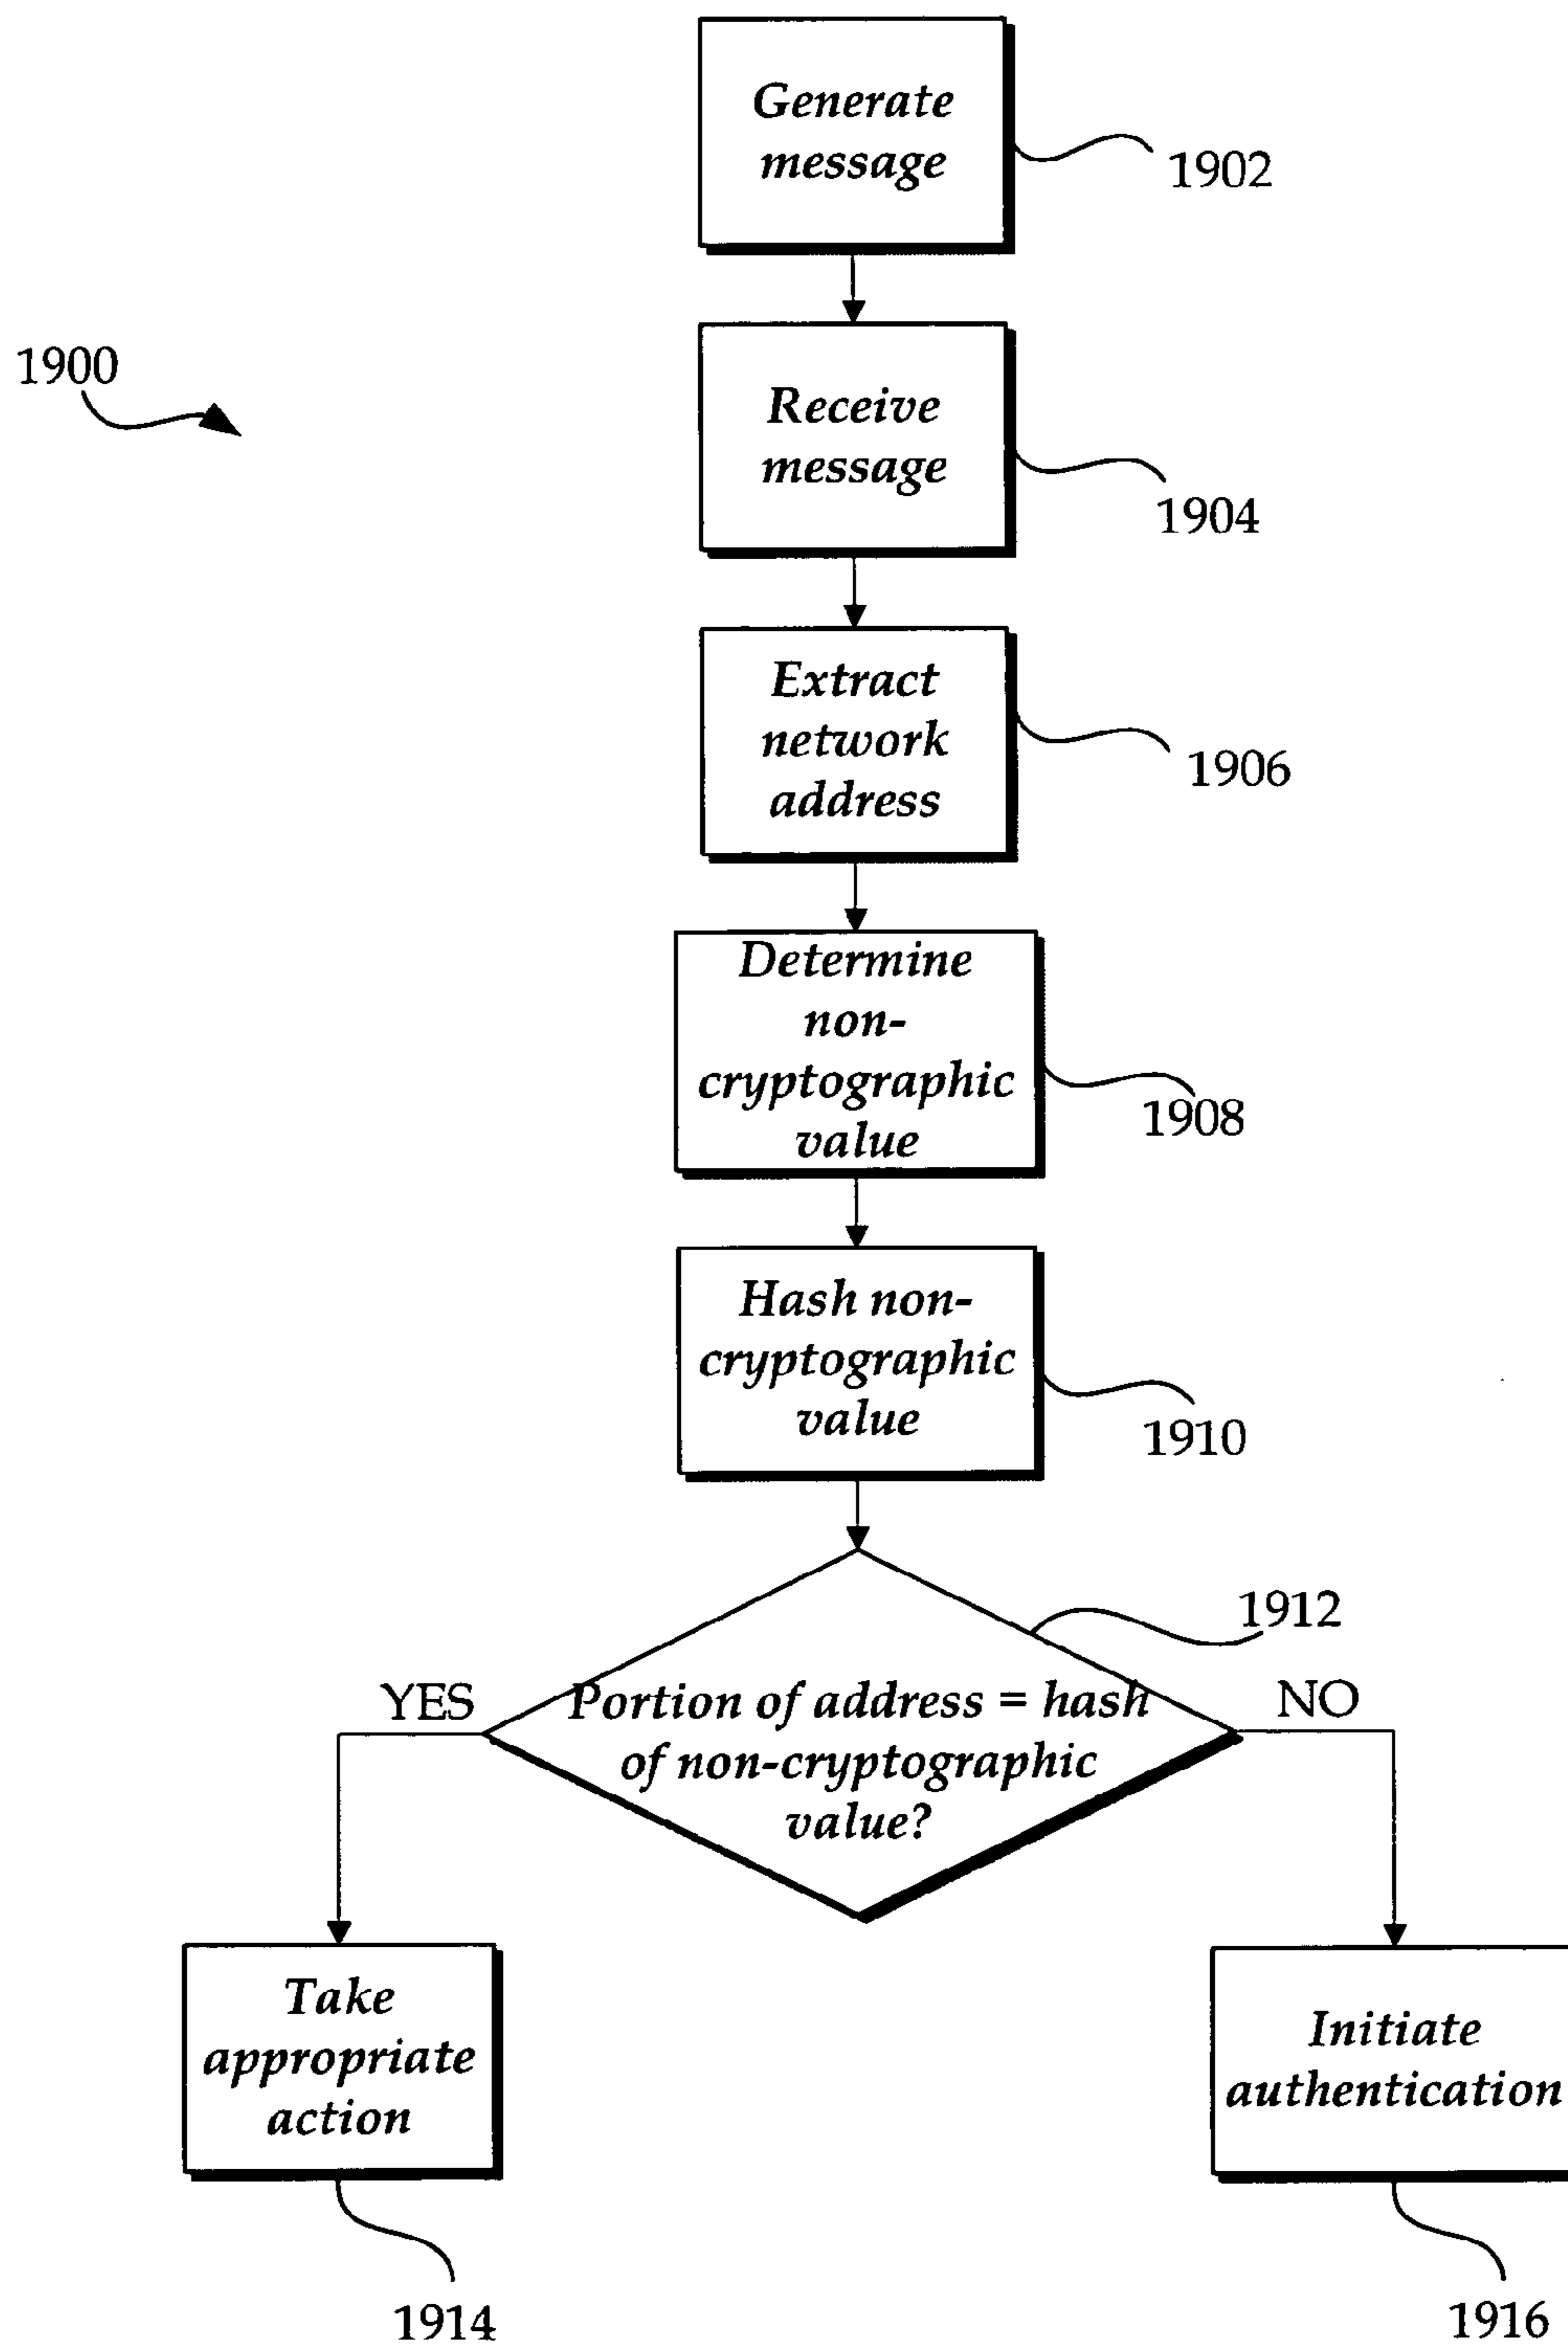 Generate
message
1902
1900
Receive
message
1904
Extract
network
address
1906
Determine
non-
cryptographic
value
1908
Hash non-
cryptographic
value
1910
1912
YES
Portion of address = hash
of non-cryptographic
value?
NO
Take
appropriate
action
Initiate
authentication
1914
1916